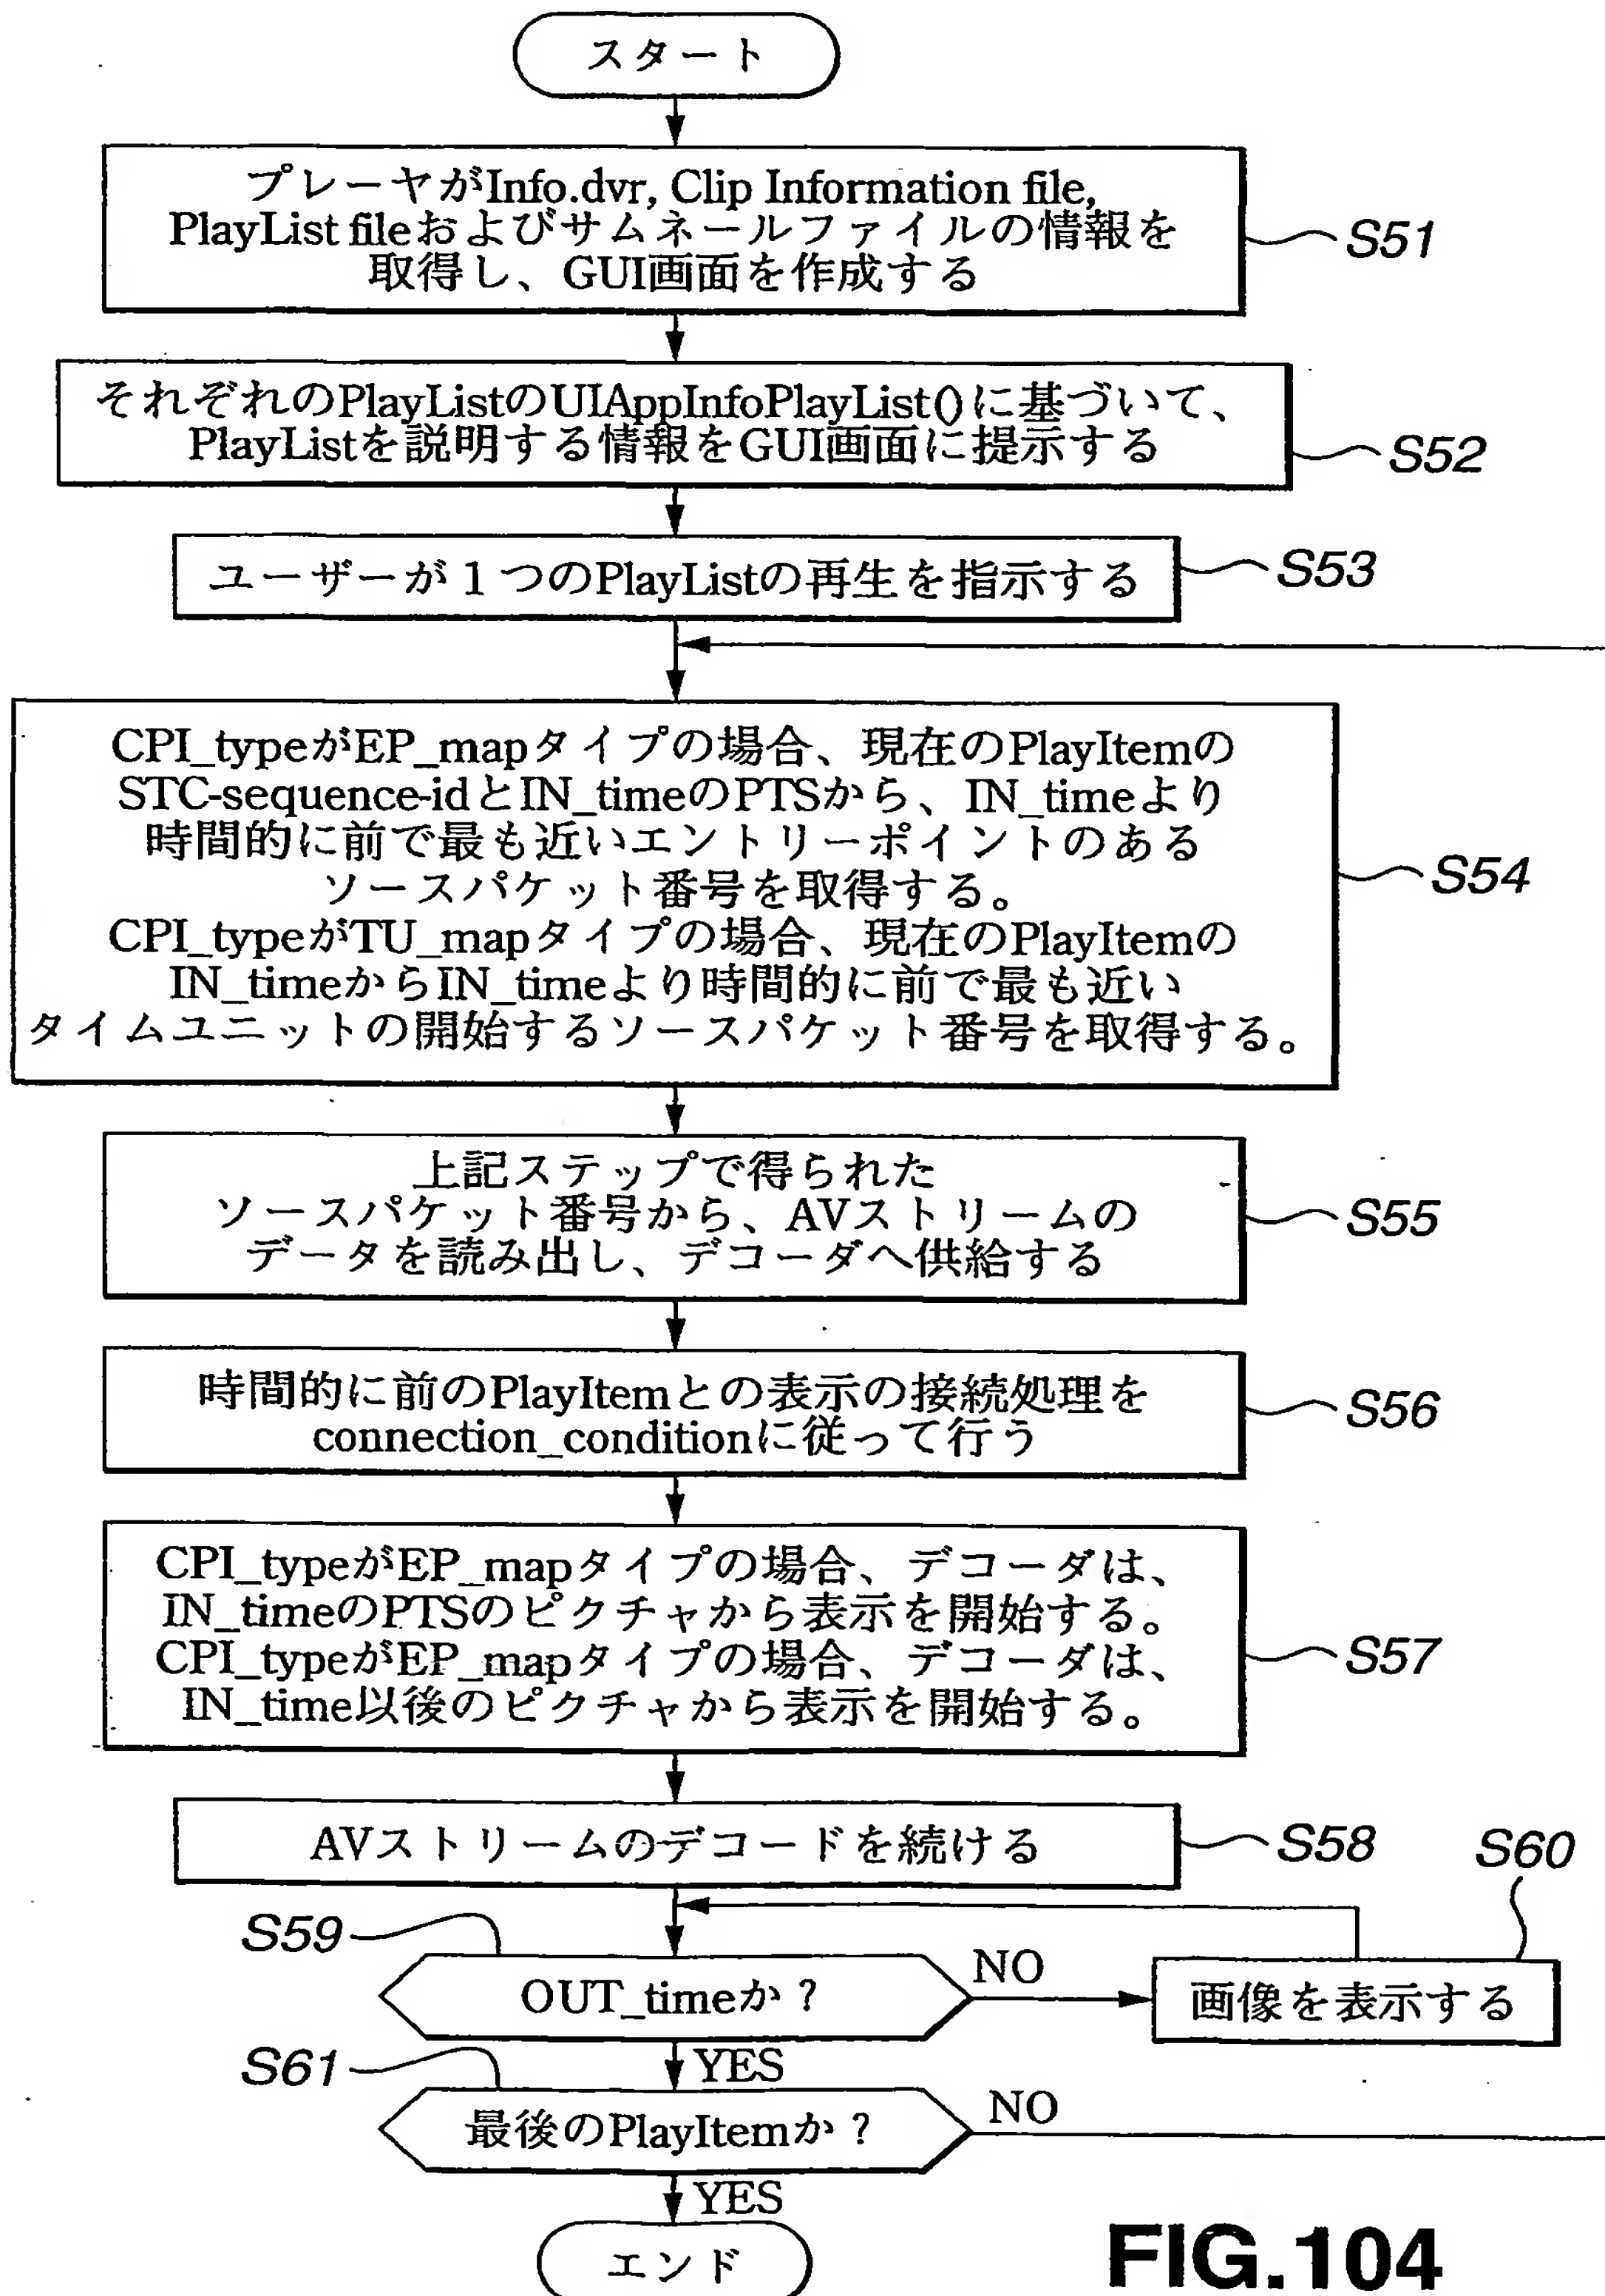 スタート
プレーヤがInfo.dvr, Clip Information file,
PlayList fileおよびサムネールファイルの情報を
取得し、GUI画面を作成する
S51
それぞれのPlayListのUIAppInfoPlayList()に基づいて、
PlayListを説明する情報をGUI画面に提示する
S52
ユーザーが1つのPlayListの再生を指示する
S53
CPI_typeがEP_mapタイプの場合、現在のPlayItemの
STC-sequence-idとIN_timeのPTSから、IN_timeより
時間的に前で最も近いエントリーポイントのある
ソースパケット番号を取得する。
CPI_typeがTU_mapタイプの場合、現在のPlayItemの
IN_timeからIN_timeより時間的に前で最も近い
タイムユニットの開始するソースパケット番号を取得する。
S54
上記ステップで得られた
ソースパケット番号から、AVストリームの
データを読み出し、デコーダへ供給する
S55
時間的に前のPlayItemとの表示の接続処理を
connection_conditionに従って行う
S56
CPI_typeがEP_mapタイプの場合、デコーダは、
IN_timeのPTSのピクチャから表示を開始する。
CPI_typeがEP_mapタイプの場合、デコーダは、
IN_time以後のピクチャから表示を開始する。
S57
AVストリームのデコードを続ける
S58
S60
S59
OUT_timeか?
NO
画像を表示する
YES
S61
最後のPlayItemか?
NO
YES
エンド
FIG.104